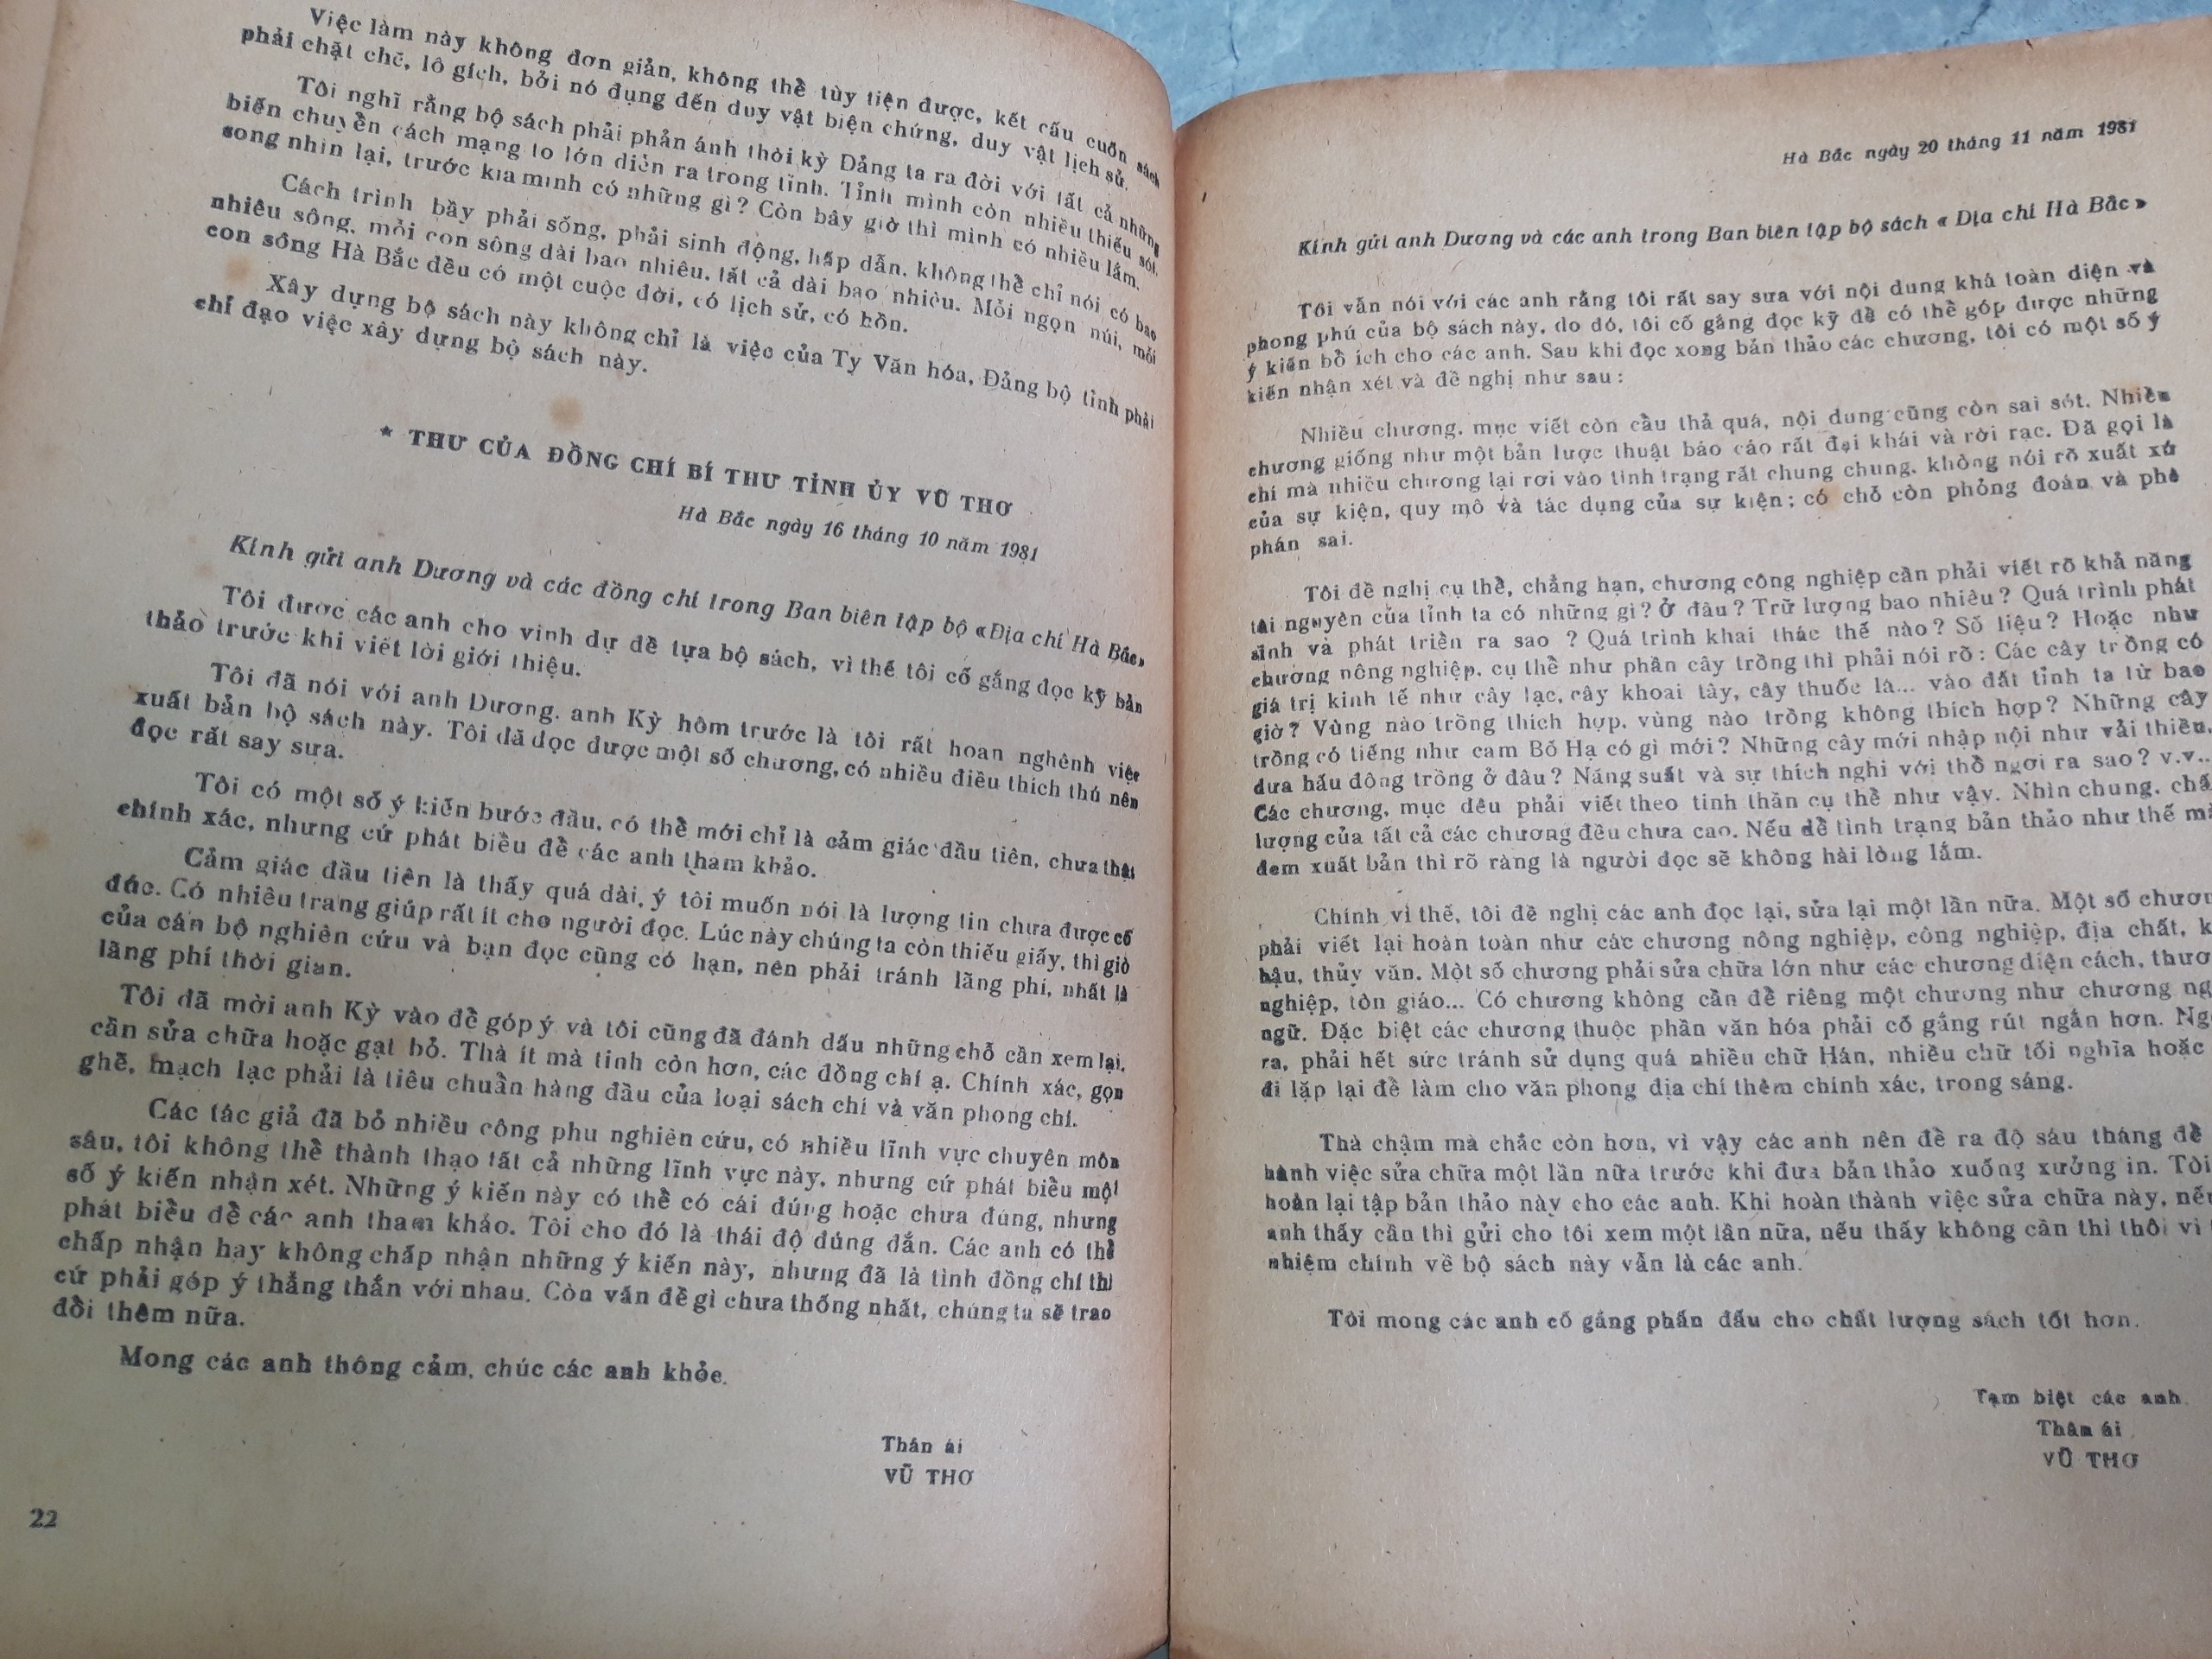 Việc làm này không đơn giản, không thể tùy tiện được, kết cấu cuốn sách
phải chặt chẽ, lô gích, bởi nó đụng đến duy vật biện chứng, duy vật lịch sử.
Tôi nghĩ rằng bộ sách phải phản ánh thời kỳ Đảng ta ra đời với tất cả những
biến chuyển cách mạng to lớn diễn ra trong tỉnh. Tỉnh mình còn nhiều thiếu sót,
song nhìn lại, trước kia mình có những gì? Còn bây giờ thì mình có nhiều lắm.
Cách trình bầy phải sống, phải sinh động, hấp dẫn, không thể chỉ nói có bao
nhiêu sông, mỗi con sông dài bao nhiêu, tất cả dài bao nhiêu. Mỗi ngọn núi, mỗi
con sông Hà Bắc đều có một cuộc đời, có lịch sử, có hồn.
Xây dựng bộ sách này không chỉ là việc của Ty Văn hóa, Đảng bộ tỉnh phải
chỉ đạo việc xây dựng bộ sách này.
* THƯ CỦA ĐỒNG CHÍ BÍ THƯ TỈNH ỦY VŨ THƠ
Hà Bắc ngày 16 tháng 10 năm 1981
Kính gửi anh Dương và các đồng chí trong Ban biên tập bộ «Địa chí Hà Bắc»
Tôi được các anh cho vinh dự đề tựa bộ sách, vì thế tôi cố gắng đọc kỹ bản
thảo trước khi viết lời giới thiệu.
Tôi đã nói với anh Dương, anh Kỳ hôm trước là tôi rất hoan nghênh việc
xuất bản bộ sách này. Tôi đã đọc được một số chương, có nhiều điều thích thú nên
đọc rất say sưa.
Tôi có một số ý kiến bước đầu, có thể mới chỉ là cảm giác đầu tiên, chưa thật
chính xác, nhưng cứ phát biểu để các anh tham khảo.
Cảm giác đầu tiên là thấy quá dài, ý tôi muốn nói là lượng tin chưa được cô
đúc. Có nhiều trang giúp rất ít cho người đọc. Lúc này chúng ta còn thiếu giấy, thì giờ
của cán bộ nghiên cứu và bạn đọc cũng có hạn, nên phải tránh lãng phí, nhất là
lãng phí thời gian.
Tôi đã mời anh Kỳ vào để góp ý và tôi cũng đã đánh dấu những chỗ cần xem lại,
cần sửa chữa hoặc gạt bỏ. Thà ít mà tinh còn hơn, các đồng chí ạ. Chính xác, gọn
ghẽ, mạch lạc phải là tiêu chuẩn hàng đầu của loại sách chí và văn phong chí.
Các tác giả đã bỏ nhiều công phu nghiên cứu, có nhiều lĩnh vực chuyên môn
sâu, tôi không thể thành thạo tất cả những lĩnh vực này, nhưng cứ phát biểu một
số ý kiến nhận xét. Những ý kiến này có thể có cái đúng hoặc chưa đúng, nhưng
phát biểu để các anh tham khảo. Tôi cho đó là thái độ đúng đắn. Các anh có thể
chấp nhận hay không chấp nhận những ý kiến này, nhưng đã là tình đồng chí thì
cứ phải góp ý thẳng thắn với nhau. Còn vấn đề gì chưa thống nhất, chúng ta sẽ trao
đổi thêm nữa.
Mong các anh thông cảm, chúc các anh khỏe.
Thân ái
VŨ THƠ
22
Hà Bắc ngày 20 tháng 11 năm 1981
Kính gửi anh Dương và các anh trong Ban biên tập bộ sách « Địa chí Hà Bắc »
Tôi vẫn nói với các anh rằng tôi rất say sưa với nội dung khá toàn diện và
phong phú của bộ sách này, do đó, tôi cố gắng đọc kỹ để có thể góp được những
ý kiến bổ ích cho các anh. Sau khi đọc xong bản thảo các chương, tôi có một số ý
kiến nhận xét và đề nghị như sau :
Nhiều chương, mục viết còn cẩu thả quá, nội dung cũng còn sai sót. Nhiều
chương giống như một bản lược thuật báo cáo rất đại khái và rời rạc. Đã gọi là
chí mà nhiều chương lại rơi vào tình trạng rất chung chung, không nói rõ xuất xứ
của sự kiện, quy mô và tác dụng của sự kiện ; có chỗ còn phỏng đoán và phê
phán sai.
Tôi đề nghị cụ thể, chẳng hạn, chương công nghiệp cần phải viết rõ khả năng
tài nguyên của tỉnh ta có những gì? Ở đâu? Trữ lượng bao nhiêu? Quá trình phát
sinh và phát triển ra sao ? Quá trình khai thác thế nào? Số liệu? Hoặc như
chương nông nghiệp, cụ thể như phần cây trồng thì phải nói rõ : Các cây trồng có
giá trị kinh tế như cây lạc, cây khoai tây, cây thuốc lá... vào đất tỉnh ta từ bao
giờ? Vùng nào trồng thích hợp, vùng nào trồng không thích hợp? Những cây
trồng có tiếng như cam Bố Hạ có gì mới? Những cây mới nhập nội như vải thiều,
dưa hấu đông trồng ở đâu? Năng suất và sự thích nghi với thổ ngơi ra sao? v.v..
Các chương, mục đều phải viết theo tinh thần cụ thể như vậy. Nhìn chung, chấ
lượng của tất cả các chương đều chưa cao. Nếu để tình trạng bản thảo như thế mà
đem xuất bản thì rõ ràng là người đọc sẽ không hài lòng lắm.
Chính vì thế, tôi đề nghị các anh đọc lại, sửa lại một lần nữa. Một số chươn
phải viết lại hoàn toàn như các chương nông nghiệp, công nghiệp, địa chất, k
hậu, thủy văn. Một số chương phải sửa chữa lớn như các chương diện cách, thươ
nghiệp, tôn giáo... Có chương không cần để riêng một chương như chương ng
ngữ. Đặc biệt các chương thuộc phần văn hóa phải cố gắng rút ngắn hơn. Ng
ra, phải hết sức tránh sử dụng quá nhiều chữ Hán, nhiều chữ tối nghĩa hoặc
đi lặp lại để làm cho văn phong địa chí thêm chính xác, trong sáng.
Thà chậm mà chắc còn hơn, vì vậy các anh nên để ra độ sáu tháng để
hành việc sửa chữa một lần nữa trước khi đưa bản thảo xuống xưởng in. Tôi
hoàn lại tập bản thảo này cho các anh. Khi hoàn thành việc sửa chữa này, nếu
anh thấy cần thì gửi cho tôi xem một lần nữa, nếu thấy không cần thì thôi vì
nhiệm chính về bộ sách này vẫn là các anh.
Tôi mong các anh cố gắng phấn đấu cho chất lượng sách tốt hơn.
Tạm biệt các anh
Thân ái
VŨ THƠ